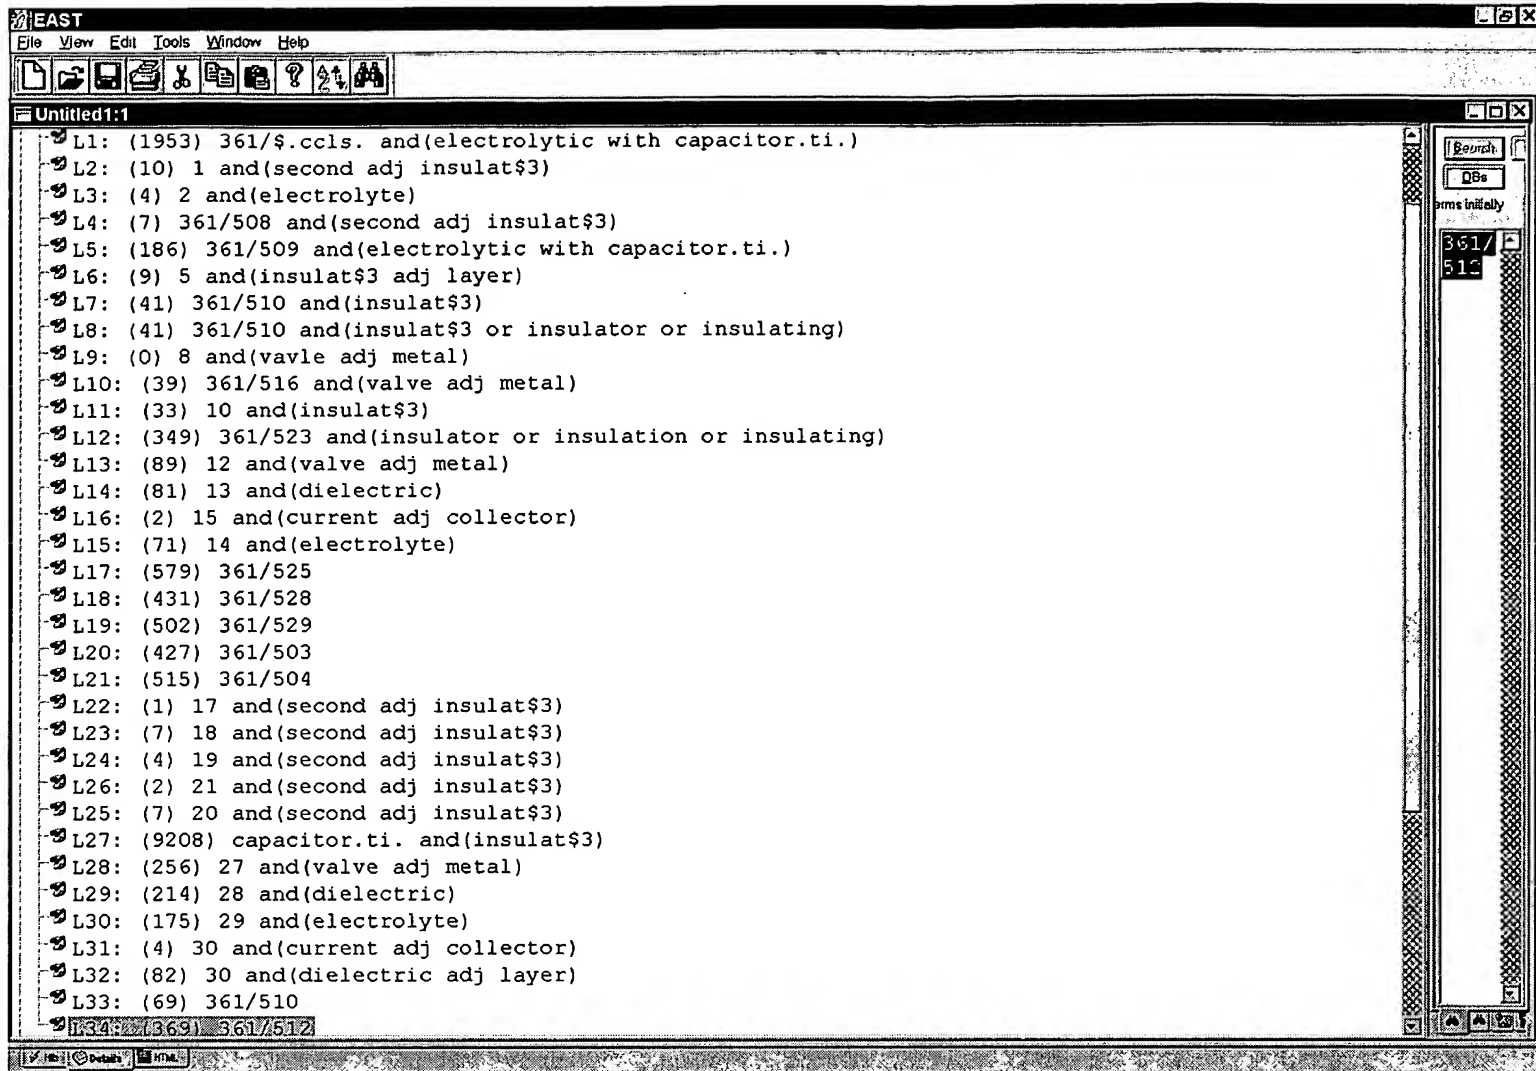 EAST
File View Edit Tools Window Help
Untitled1:1
L1: (1953) 361/$.ccls. and(electrolytic with capacitor.ti.)
L2: (10) 1 and(second adj insulat$3)
L3: (4) 2 and(electrolyte)
L4: (7) 361/508 and(second adj insulat$3)
L5: (186) 361/509 and(electrolytic with capacitor.ti.)
L6: (9) 5 and(insulat$3 adj layer)
L7: (41) 361/510 and(insulat$3)
L8: (41) 361/510 and(insulat$3 or insulator or insulating)
L9: (0) 8 and(vavle adj metal)
L10: (39) 361/516 and(valve adj metal)
L11: (33) 10 and(insulat$3)
L12: (349) 361/523 and(insulator or insulation or insulating)
L13: (89) 12 and(valve adj metal)
L14: (81) 13 and(dielectric)
L16: (2) 15 and(current adj collector)
L15: (71) 14 and(electrolyte)
L17: (579) 361/525
L18: (431) 361/528
L19: (502) 361/529
L20: (427) 361/503
L21: (515) 361/504
L22: (1) 17 and(second adj insulat$3)
L23: (7) 18 and(second adj insulat$3)
L24: (4) 19 and(second adj insulat$3)
L26: (2) 21 and(second adj insulat$3)
L25: (7) 20 and(second adj insulat$3)
L27: (9208) capacitor.ti. and(insulat$3)
L28: (256) 27 and(valve adj metal)
L29: (214) 28 and(dielectric)
L30: (175) 29 and(electrolyte)
L31: (4) 30 and(current adj collector)
L32: (82) 30 and(dielectric adj layer)
L33: (69) 361/510
L34: (369) 361/512
Search
DBs
erms initially
361/
512
Details HTML